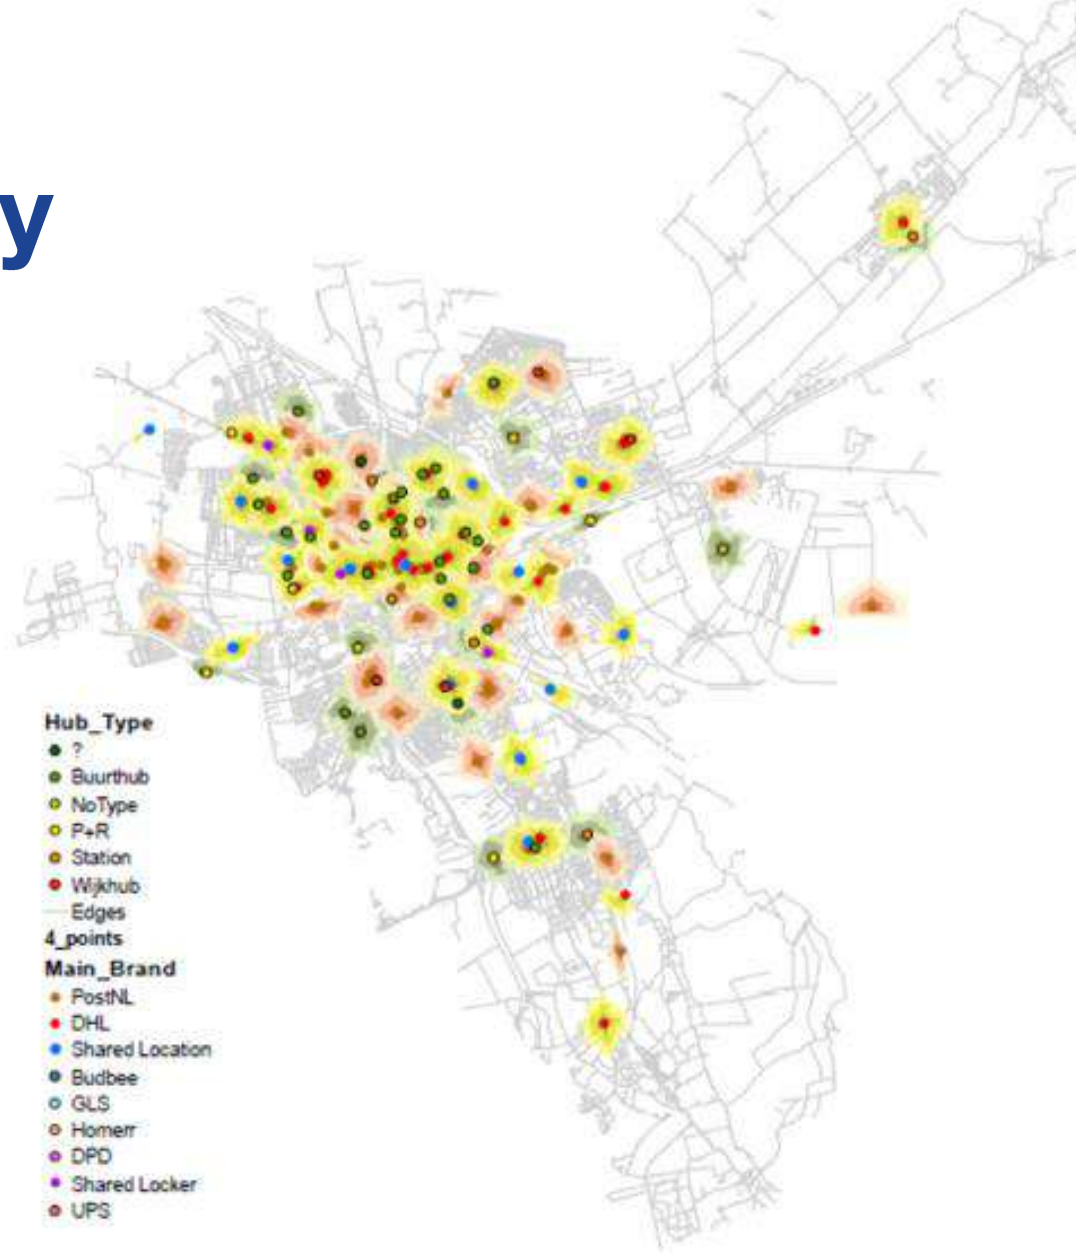 y
Hub_Type
?
Buurthub
NoType
P+R
Station
Wijkhub
Edges
4_points
Main_Brand
PostNL
DHL
Shared Location
Budbee
GLS
Homerr
DPD
Shared Locker
UPS